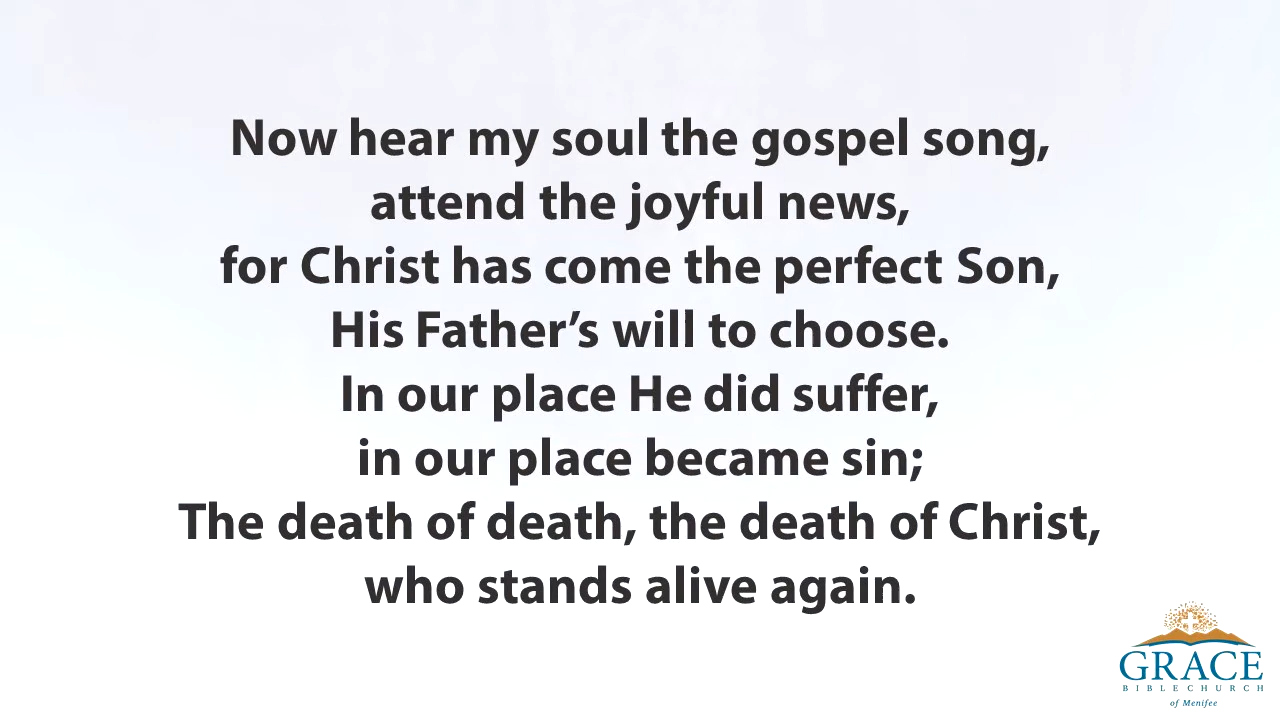 Now hear my soul the gospel song,
attend the joyful news,
for Christ has come the perfect Son,
His Father’s will to choose.
In our place He did suffer,
in our place became sin;
The death of death, the death of Christ,
who stands alive again.
GRACE
BIBLE CHURCH
of Menifee